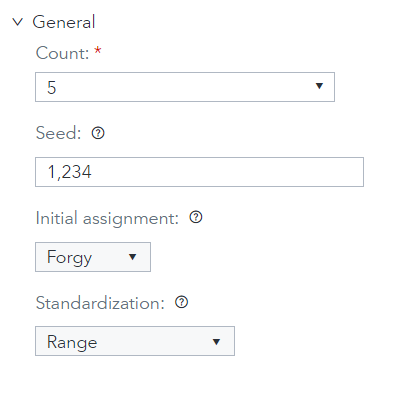 General
Count: *
5
Seed:
1,234
Initial assignment:
Forgy
Standardization:
Range